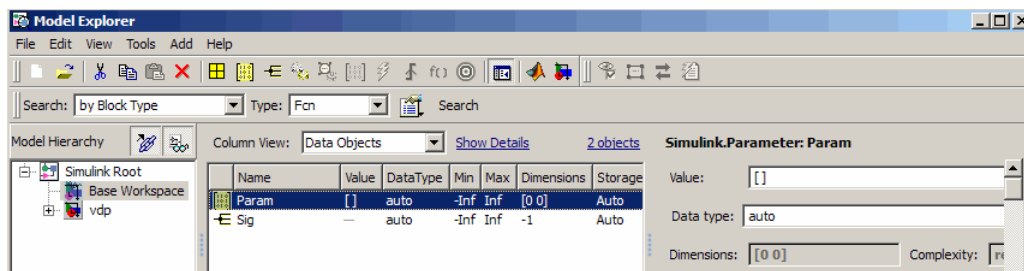 Model Explorer
File Edit View Tools Add Help
f()
Search: by Block Type Type: Fcn Search
Model Hierarchy Column View: Data Objects Show Details 2 objects Simulink.Parameter: Param
Simulink Root
Base Workspace
vdp
Name Value DataType Min Max Dimensions Storage
Param [ ] auto -Inf Inf [0 0] Auto
Sig — auto -Inf Inf -1 Auto
Value: [ ]
Data type: auto
Dimensions: [0 0] Complexity: